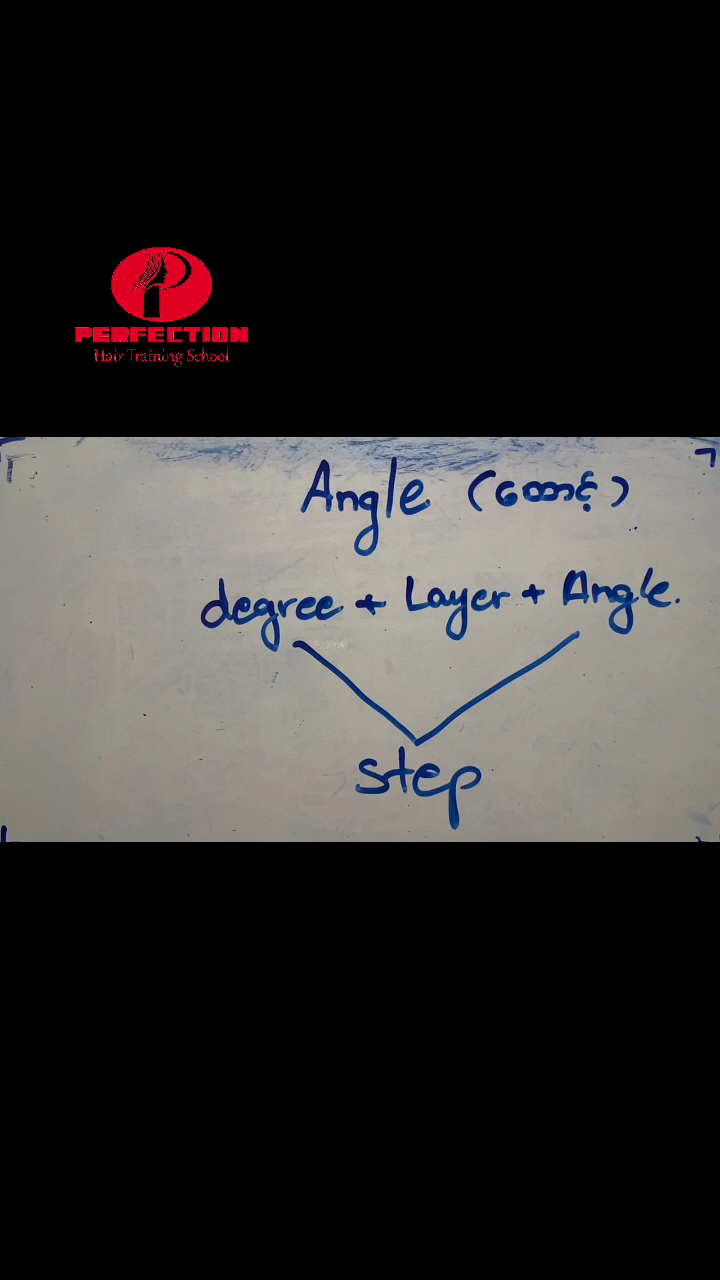 PERFECTION
Hair Training School
Angle (ထောင့်)
degree + Layer + Angle.
step